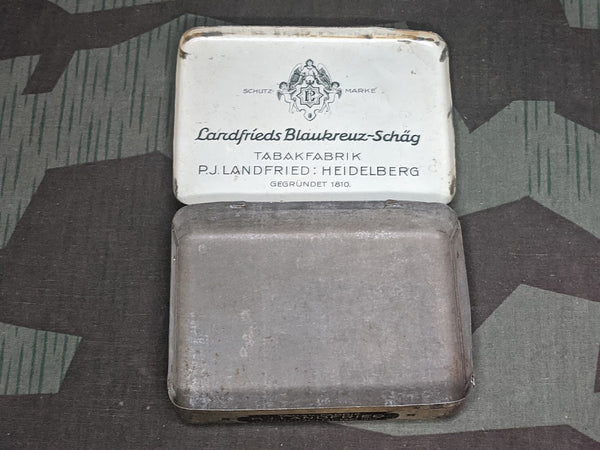 SCHUTZ MARKE
Landfrieds Blaukreuz-Schäg
TABAKFABRIK
P.J. LANDFRIED: HEIDELBERG
GEGRÜNDET 1810.